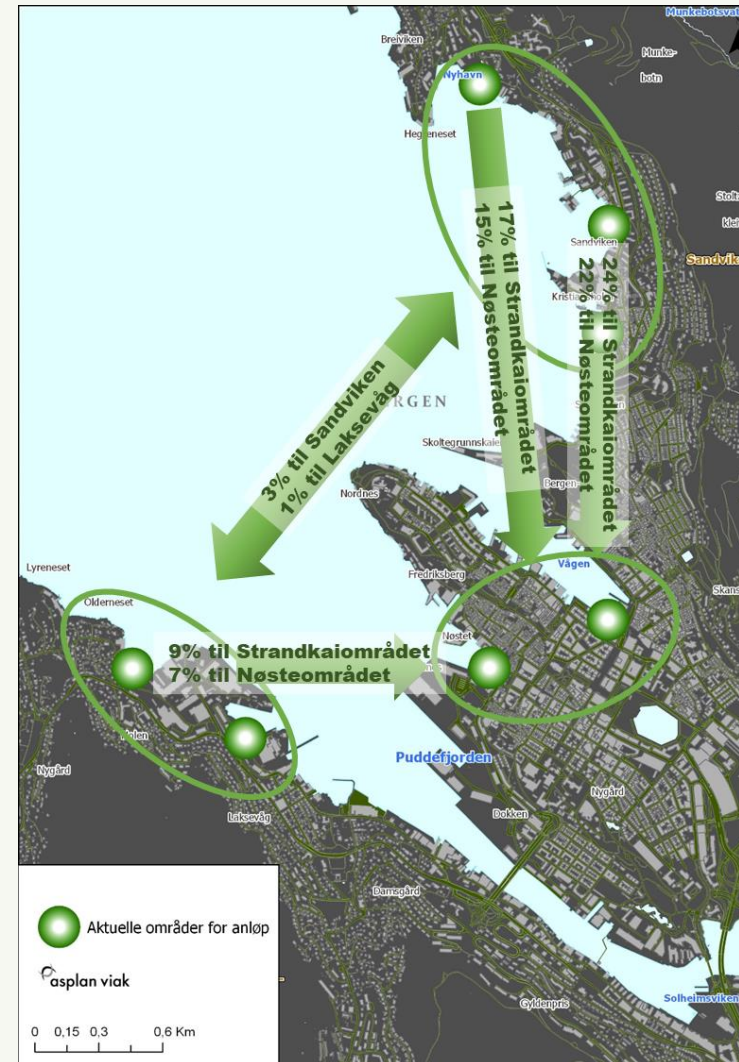 Munkebotsvat
Breiviken
Munke-
botn
Nyhavn
Stolt
Sandviken
Sandvik
17% til Strandkaiområdet
15% til Nøsteområdet
24% til Strandkaiområdet
22% til Nøsteområdet
3% til Sandviken
1% til Laksevåg
RGEN
Skoltegrunnskaie
Bergen
Nordnes
Lyreneset
Vågen
Fredriksberg
Skans
Olderneset
Nøstet
9% til Strandkaiområdet
7% til Nøsteområdet
Puddefjorden
Nygård
Nygård
Laksevåg
Dokken
Damsgård
Aktuelle områder for anløp
asplan viak
Gyldenpris
Solheimsviken
0 0,15 0,3 0,6 Km